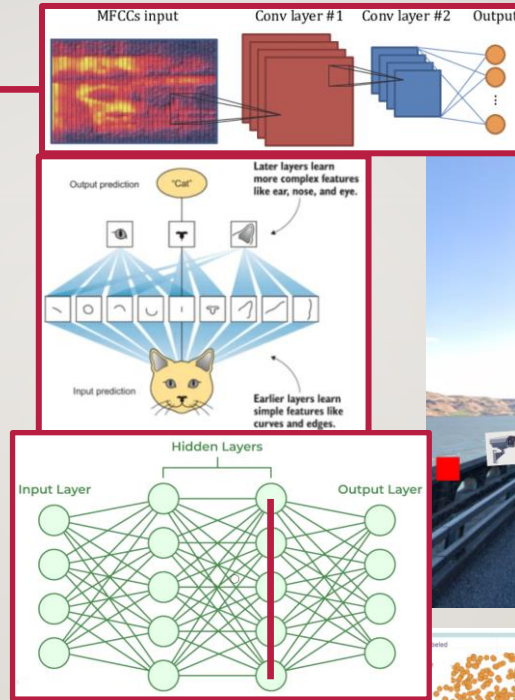 MFCCs input
Conv layer #1
Conv layer #2
Output
Later layers learn
more complex features
like ear, nose, and eye.
Output prediction
"Cat"
Input prediction
Earlier layers learn
simple features like
curves and edges.
Hidden Layers
Input Layer
Output Layer